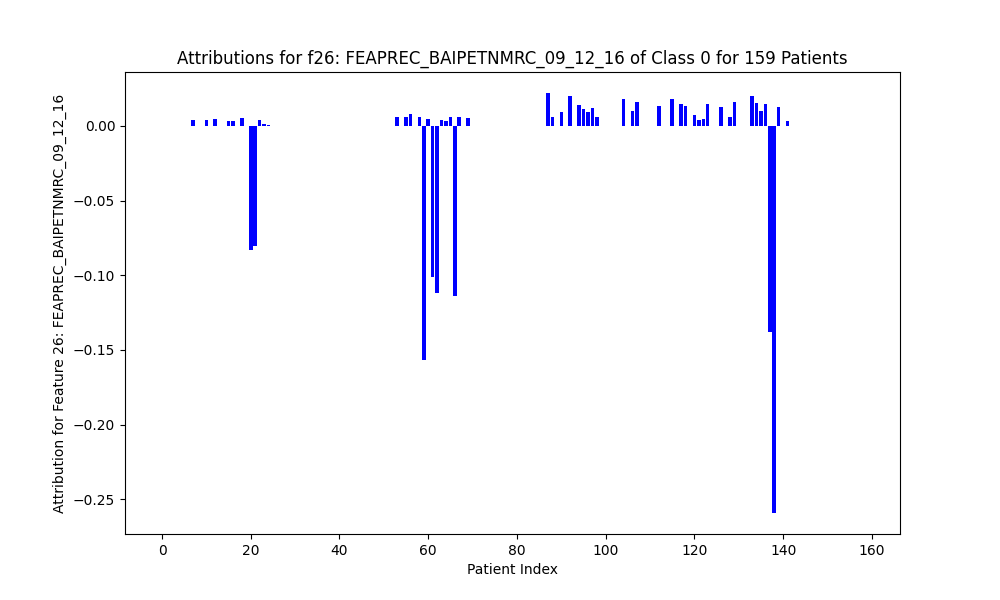 Attributions for f26: FEAPREC_BAIPETNMRC_09_12_16 of Class 0 for 159 Patients
Attribution for Feature 26: FEAPREC_BAIPETNMRC_09_12_16
0.00
−0.05
−0.10
−0.15
−0.20
−0.25
0 20 40 60 80 100 120 140 160
Patient Index